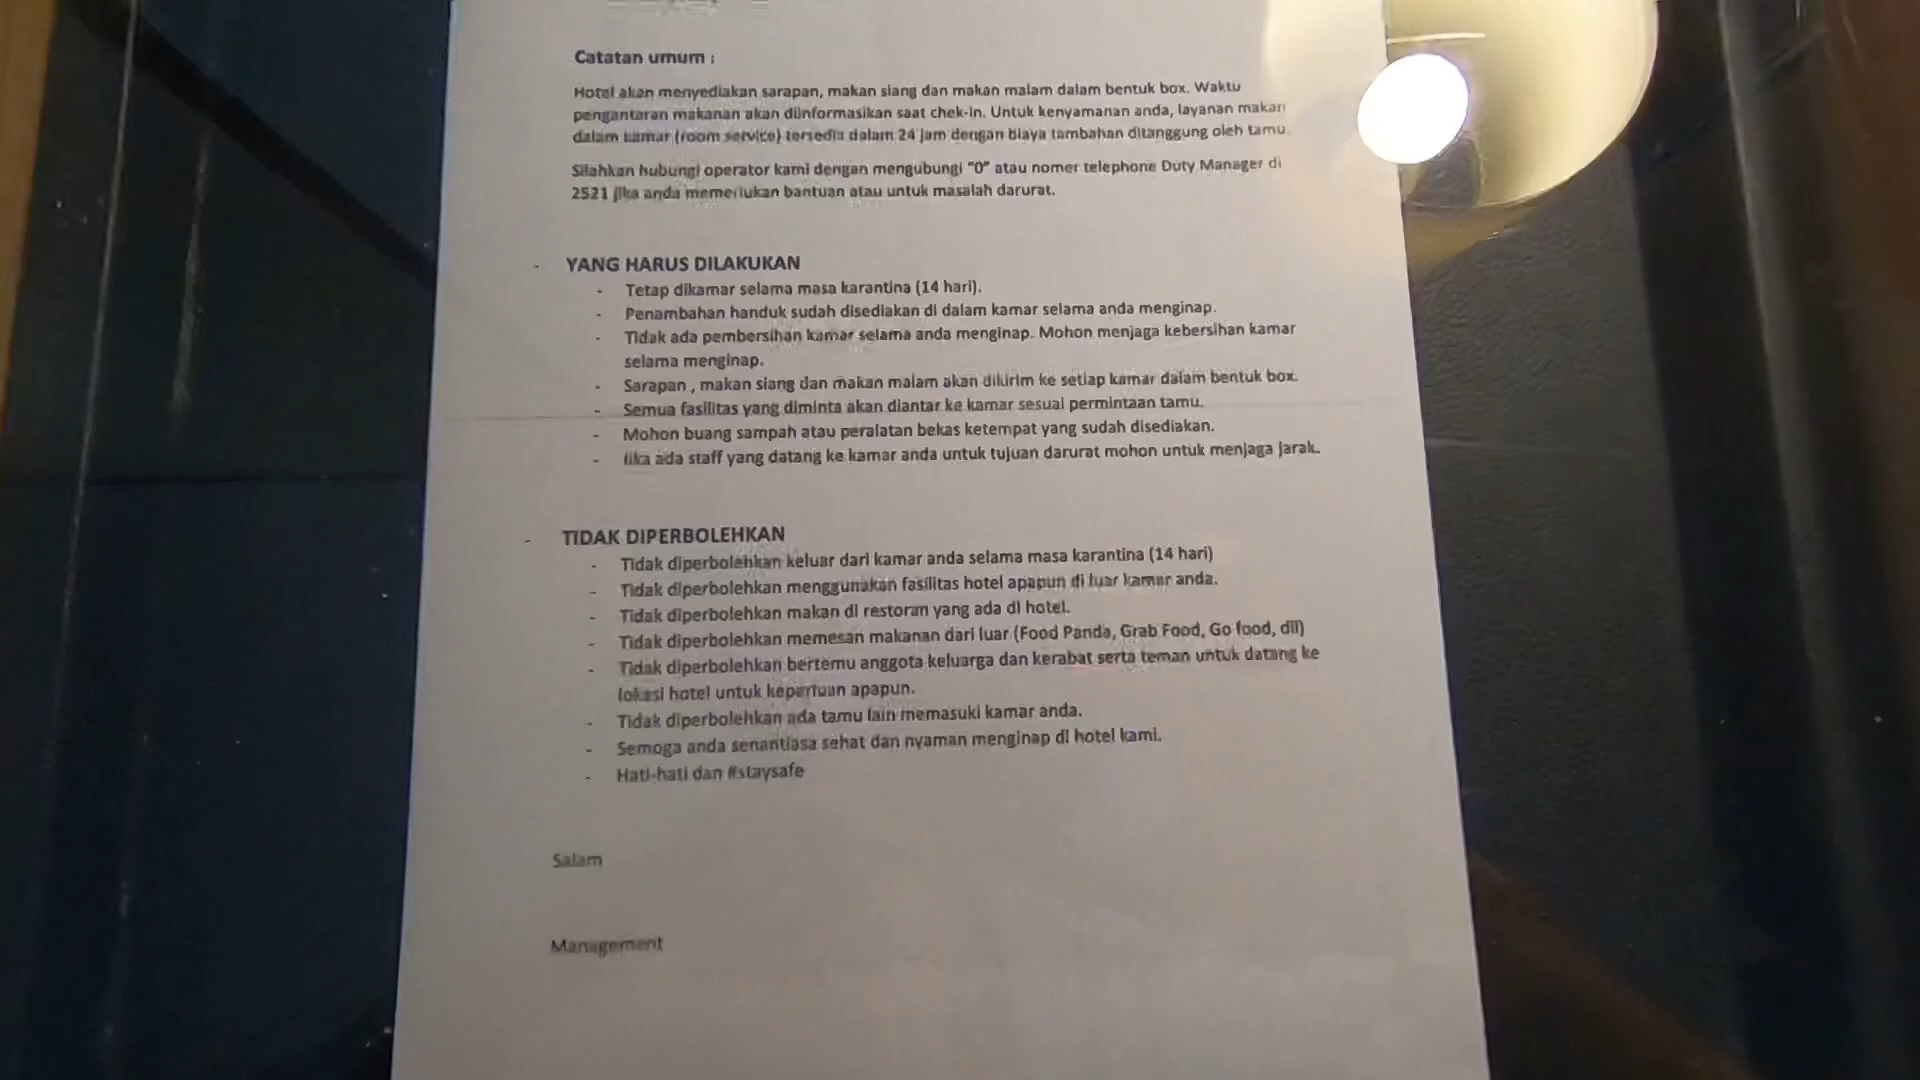 Catatan umum :
Hotel akan menyediakan sarapan, makan siang dan makan malam dalam bentuk box. Waktu
pengantaran makanan akan diinformasikan saat chek-in. Untuk kenyamanan anda, layanan makan
dalam kamar (room service) tersedia dalam 24 jam dengan biaya tambahan ditanggung oleh tamu.
Silahkan hubungi operator kami dengan mengubungi "0" atau nomer telephone Duty Manager di
2521 jika anda memerlukan bantuan atau untuk masalah darurat.
- YANG HARUS DILAKUKAN
- Tetap dikamar selama masa karantina (14 hari).
- Penambahan handuk sudah disediakan di dalam kamar selama anda menginap.
- Tidak ada pembersihan kamar selama anda menginap. Mohon menjaga kebersihan kamar
selama menginap.
- Sarapan , makan siang dan makan malam akan dikirim ke setiap kamar dalam bentuk box.
- Semua fasilitas yang diminta akan diantar ke kamar sesuai permintaan tamu.
- Mohon buang sampah atau peralatan bekas ketempat yang sudah disediakan.
- Jika ada staff yang datang ke kamar anda untuk tujuan darurat mohon untuk menjaga jarak.
- TIDAK DIPERBOLEHKAN
- Tidak diperbolehkan keluar dari kamar anda selama masa karantina (14 hari)
- Tidak diperbolehkan menggunakan fasilitas hotel apapun di luar kamar anda.
- Tidak diperbolehkan makan di restoran yang ada di hotel.
- Tidak diperbolehkan memesan makanan dari luar (Food Panda, Grab Food, Go food, dll)
- Tidak diperbolehkan bertemu anggota keluarga dan kerabat serta teman untuk datang ke
lokasi hotel untuk keperluan apapun.
- Tidak diperbolehkan ada tamu lain memasuki kamar anda.
- Semoga anda senantiasa sehat dan nyaman menginap di hotel kami.
- Hati-hati dan #staysafe
Salam
Management